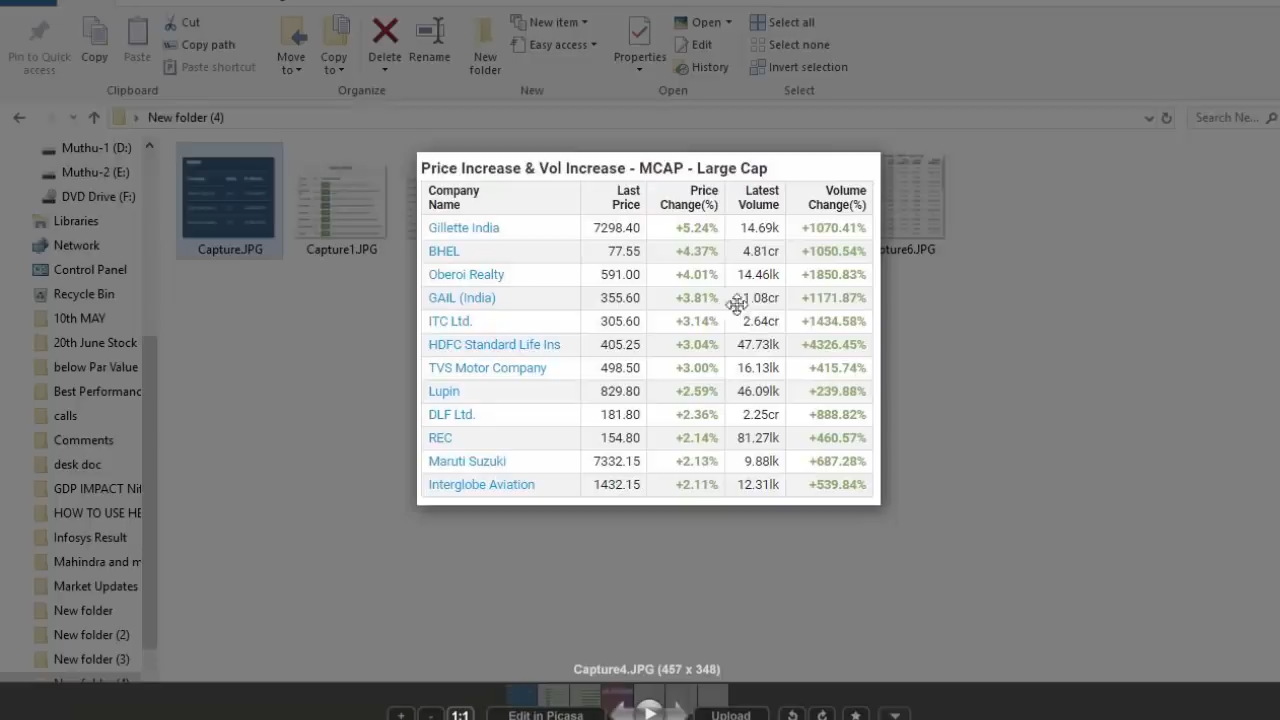 Cut
New item
Open
Select all
Copy path
Easy access
Edit
Select none
Pin to Quick access
Copy
Paste
Paste shortcut
Move to
Copy to
Delete
Rename
New folder
Properties
History
Invert selection
Clipboard
Organize
New
Open
Select
New folder (4)
Search Ne...
Muthu-1 (D:)
Muthu-2 (E:)
DVD Drive (F:)
Libraries
Network
Control Panel
Recycle Bin
10th MAY
20th June Stock
below Par Value
Best Performanc
calls
Comments
desk doc
GDP IMPACT Nif
HOW TO USE HE
Infosys Result
Mahindra and m
Market Updates
New folder
New folder (2)
New folder (3)
Capture.JPG
Capture1.JPG
pture6.JPG
Price Increase & Vol Increase - MCAP - Large Cap
Company Name Last Price Price Change(%) Latest Volume Volume Change(%)
Gillette India 7298.40 +5.24% 14.69k +1070.41%
BHEL 77.55 +4.37% 4.81cr +1050.54%
Oberoi Realty 591.00 +4.01% 14.46lk +1850.83%
GAIL (India) 355.60 +3.81% 1.08cr +1171.87%
ITC Ltd. 305.60 +3.14% 2.64cr +1434.58%
HDFC Standard Life Ins 405.25 +3.04% 47.73lk +4326.45%
TVS Motor Company 498.50 +3.00% 16.13lk +415.74%
Lupin 829.80 +2.59% 46.09lk +239.88%
DLF Ltd. 181.80 +2.36% 2.25cr +888.82%
REC 154.80 +2.14% 81.27lk +460.57%
Maruti Suzuki 7332.15 +2.13% 9.88lk +687.28%
Interglobe Aviation 1432.15 +2.11% 12.31lk +539.84%
Capture4.JPG (457 x 348)
+ - 1:1 Edit in Picasa Upload